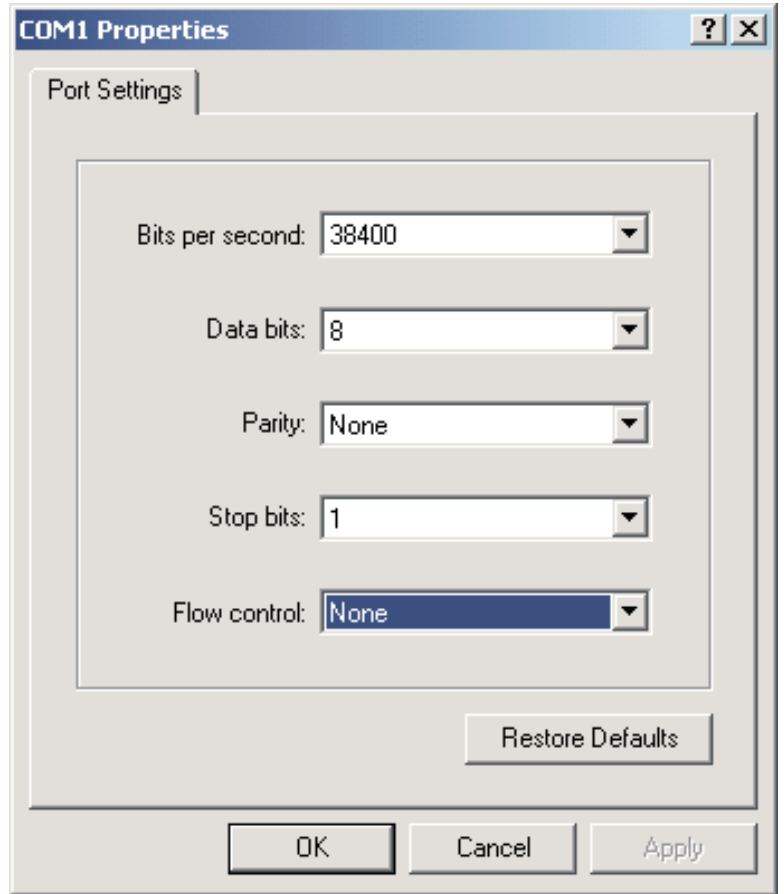 COM1 Properties
Port Settings
Bits per second: 38400
Data bits: 8
Parity: None
Stop bits: 1
Flow control: None
Restore Defaults
OK Cancel Apply